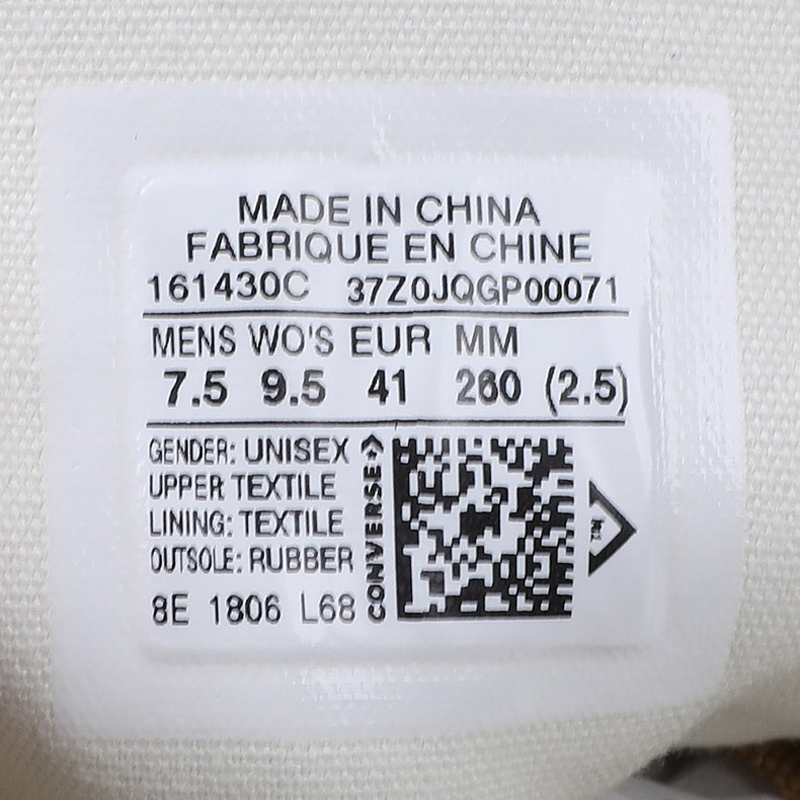 MADE IN CHINA
FABRIQUE EN CHINE
161430C 37Z0JQGP00071
MENS WO'S EUR MM
7.5 9.5 41 260 (2.5)
GENDER: UNISEX
UPPER TEXTILE
LINING: TEXTILE
OUTSOLE: RUBBER
8E 1806 L68
CONVERSE